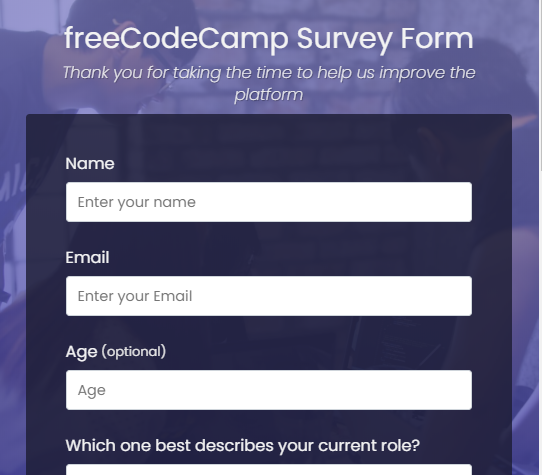 freeCodeCamp Survey Form
Thank you for taking the time to help us improve the
platform
Name
Enter your name
Email
Enter your Email
Age (optional)
Age
Which one best describes your current role?